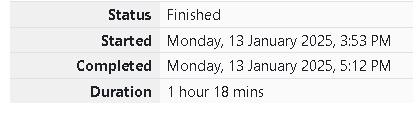 Status Finished
Started Monday, 13 January 2025, 3:53 PM
Completed Monday, 13 January 2025, 5:12 PM
Duration 1 hour 18 mins